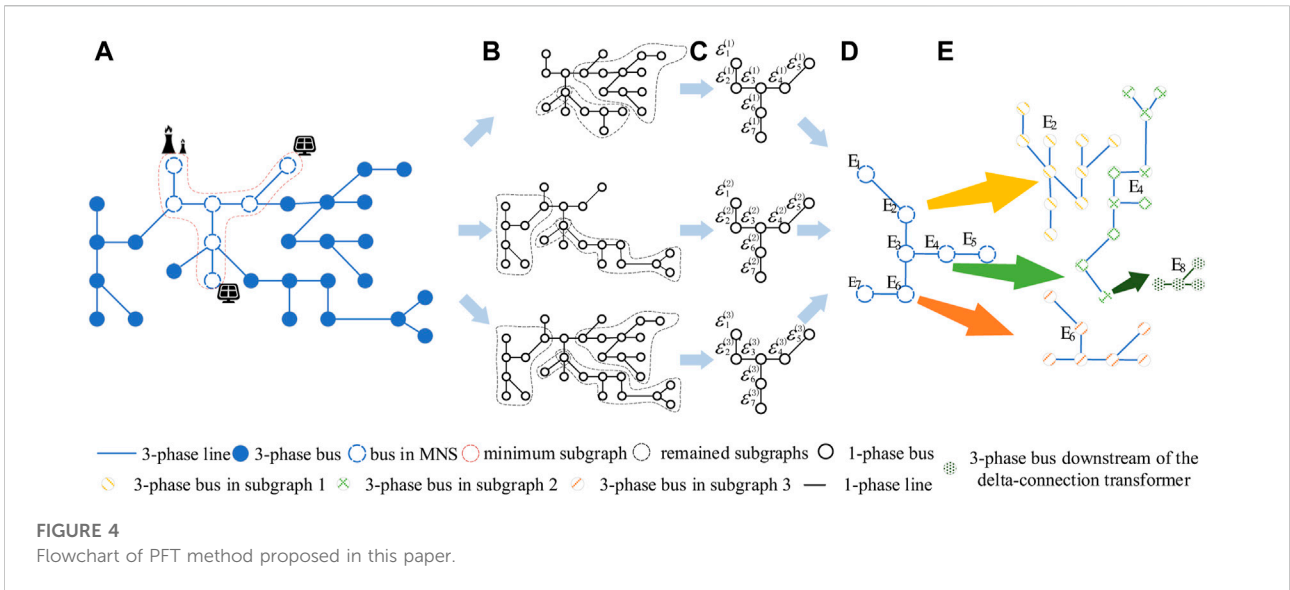 A B C D E
ε₁⁽¹⁾
ε₂⁽¹⁾ ε₃⁽¹⁾ ε₄⁽¹⁾ ε₅⁽¹⁾
ε₆⁽¹⁾
ε₇⁽¹⁾
ε₁⁽²⁾
ε₂⁽²⁾ ε₃⁽²⁾ ε₄⁽²⁾ ε₅⁽²⁾
ε₆⁽²⁾
ε₇⁽²⁾
ε₁⁽³⁾
ε₂⁽³⁾ ε₃⁽³⁾ ε₄⁽³⁾ ε₅⁽³⁾
ε₆⁽³⁾
ε₇⁽³⁾
E₁
E₂
E₃ E₄ E₅
E₇ E₆
E₂
E₄
E₈
E₆
3-phase line 3-phase bus bus in MNS minimum subgraph remained subgraphs 1-phase bus
3-phase bus in subgraph 1 3-phase bus in subgraph 2 3-phase bus in subgraph 3 1-phase line
3-phase bus downstream of the
delta-connection transformer
FIGURE 4
Flowchart of PFT method proposed in this paper.